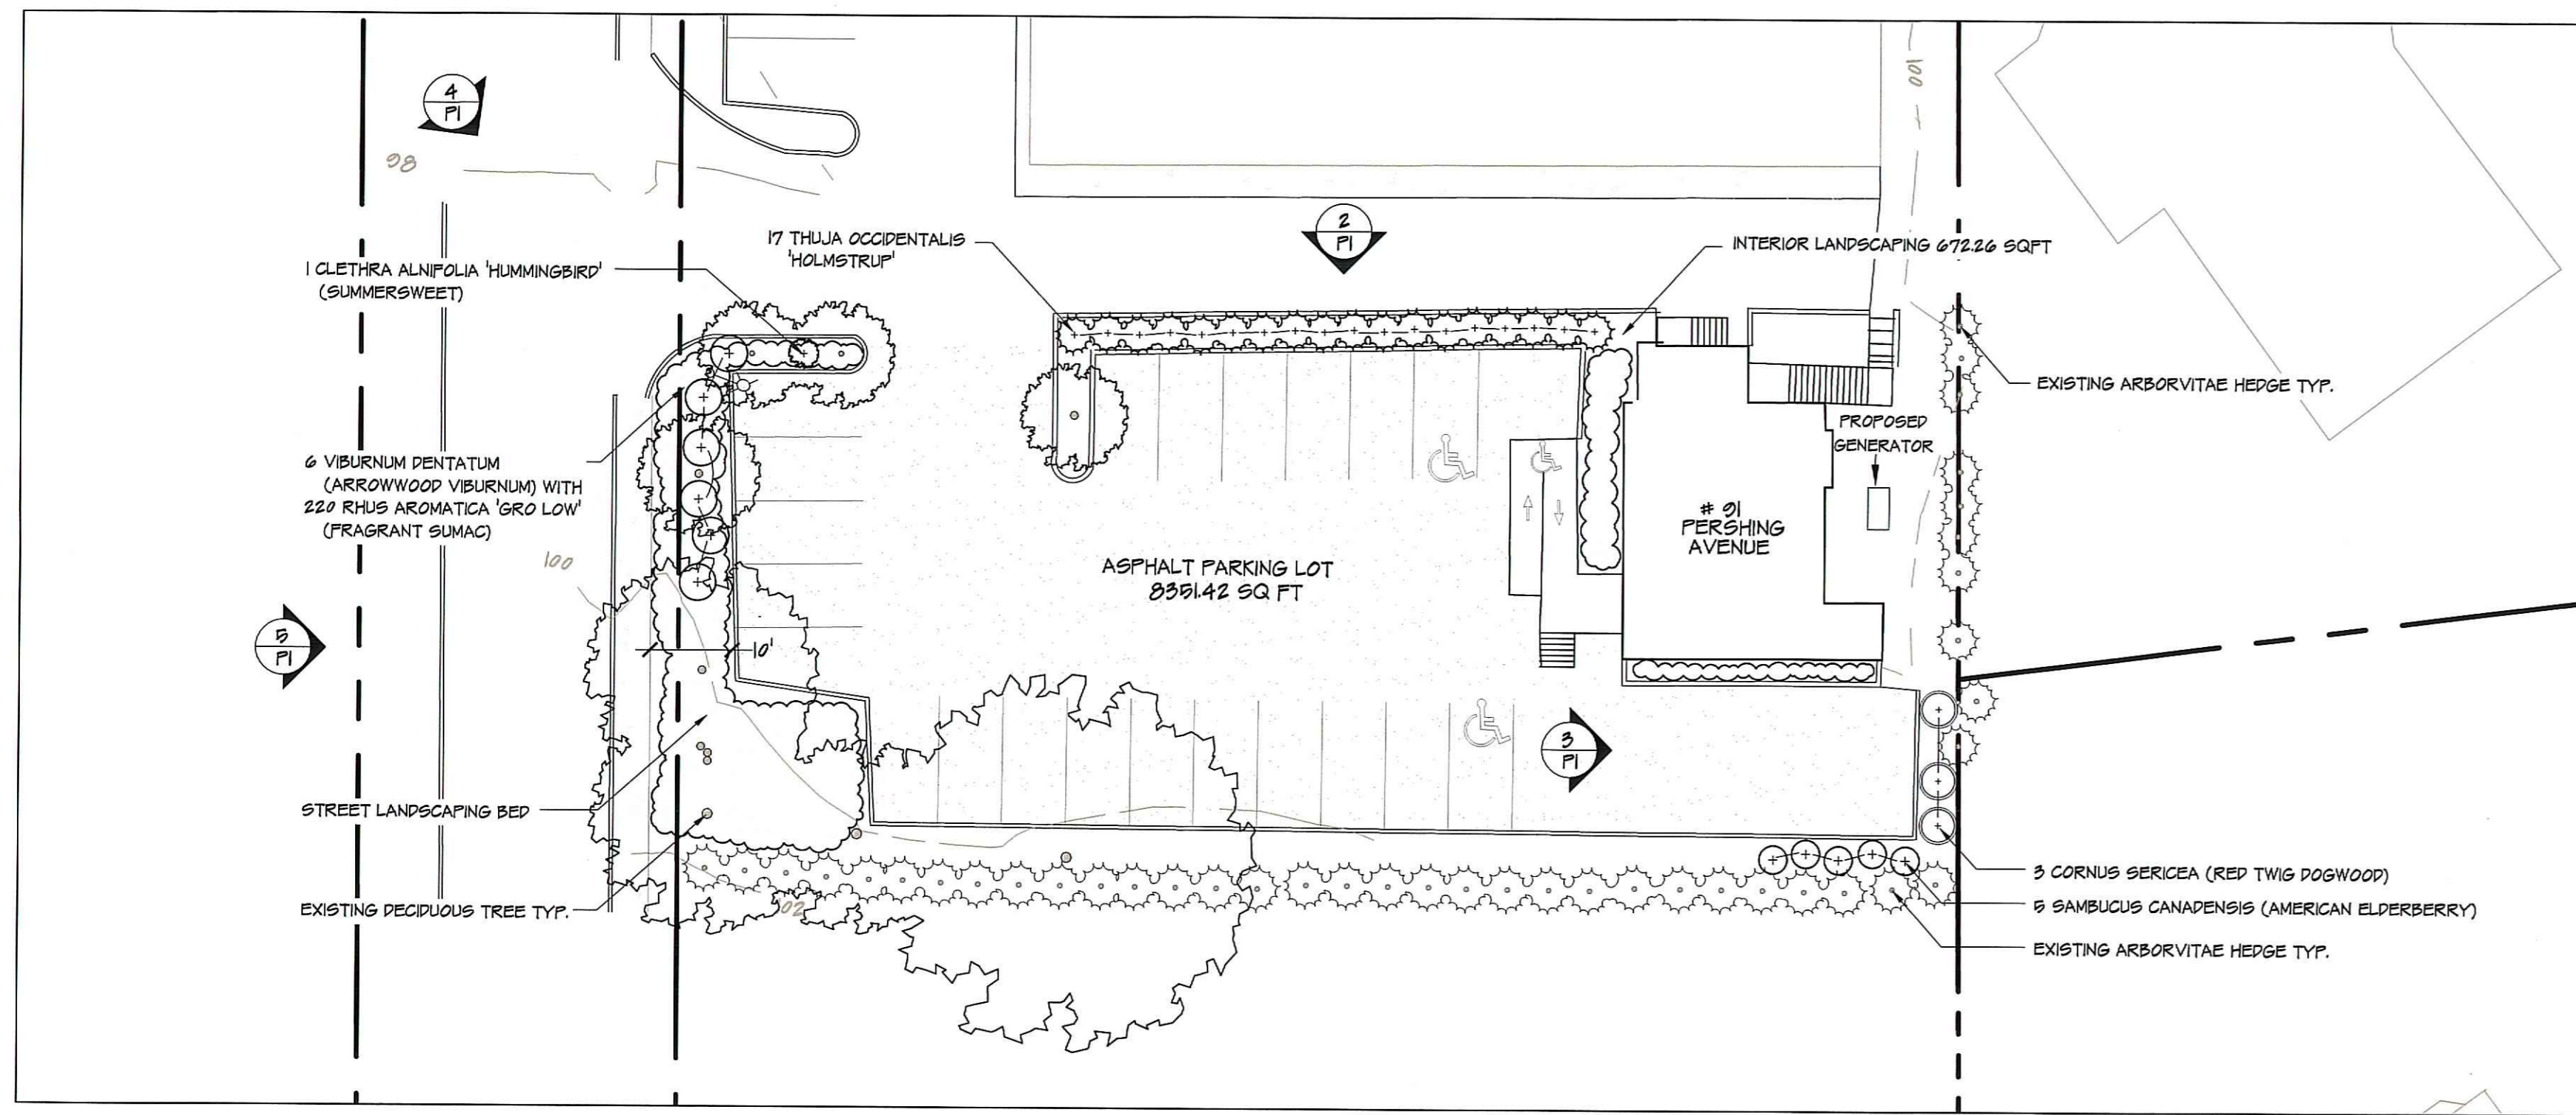 001
4
P1
98
2
P1
17 THUJA OCCIDENTALIS
'HOLMSTRUP'
INTERIOR LANDSCAPING 672.26 SQFT
1 CLETHRA ALNIFOLIA 'HUMMINGBIRD'
(SUMMERSWEET)
EXISTING ARBORVITAE HEDGE TYP.
PROPOSED
GENERATOR
6 VIBURNUM DENTATUM
(ARROWWOOD VIBURNUM) WITH
220 RHUS AROMATICA 'GRO LOW'
(FRAGRANT SUMAC)
# 91
PERSHING
AVENUE
100
ASPHALT PARKING LOT
8351.42 SQ FT
5
P1
10'
3
P1
STREET LANDSCAPING BED
EXISTING DECIDUOUS TREE TYP.
102
3 CORNUS SERICEA (RED TWIG DOGWOOD)
5 SAMBUCUS CANADENSIS (AMERICAN ELDERBERRY)
EXISTING ARBORVITAE HEDGE TYP.